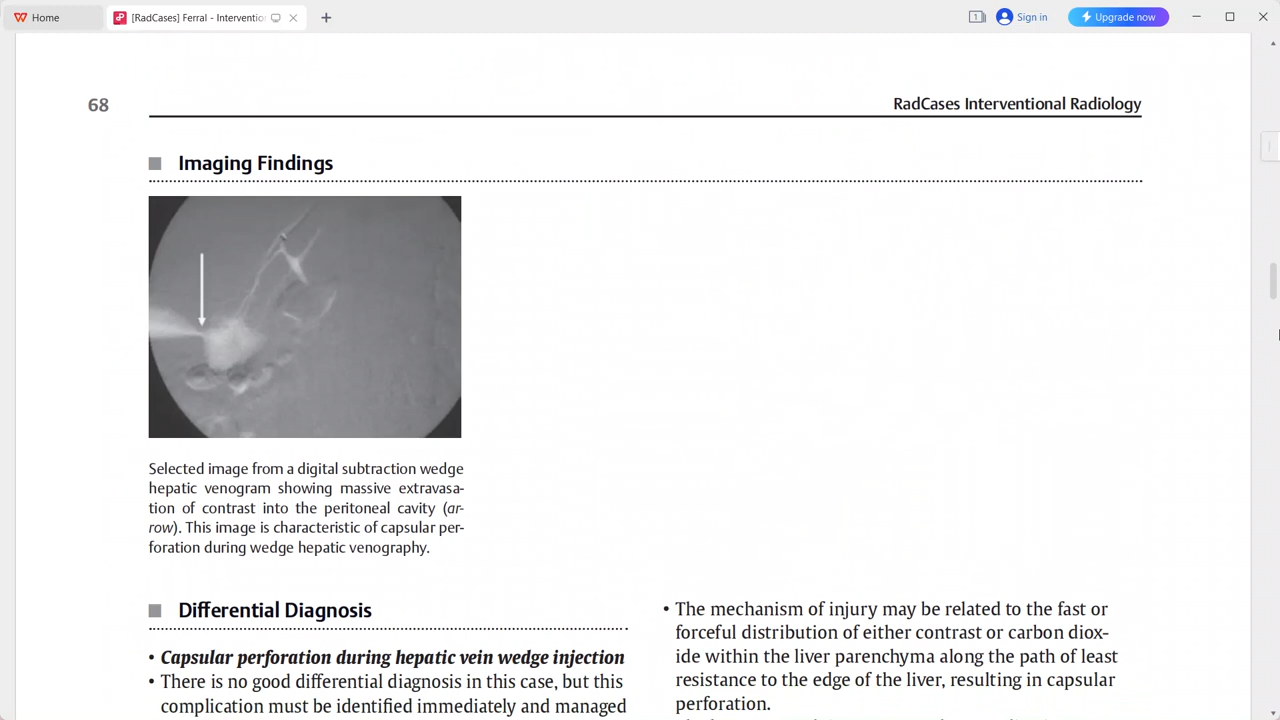 Home
[RadCases] Ferral - Interventio
1
Sign in
Upgrade now
68
RadCases Interventional Radiology
Imaging Findings
Selected image from a digital subtraction wedge
hepatic venogram showing massive extravasa-
tion of contrast into the peritoneal cavity (ar-
row). This image is characteristic of capsular per-
foration during wedge hepatic venography.
Differential Diagnosis
• Capsular perforation during hepatic vein wedge injection
• There is no good differential diagnosis in this case, but this
complication must be identified immediately and managed
• The mechanism of injury may be related to the fast or
forceful distribution of either contrast or carbon diox-
ide within the liver parenchyma along the path of least
resistance to the edge of the liver, resulting in capsular
perforation.